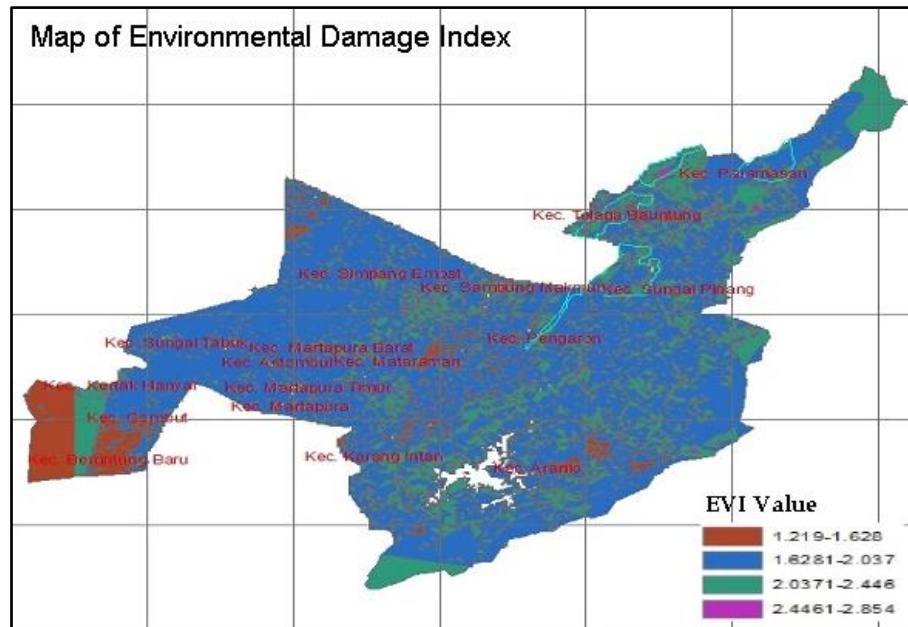 Map of Environmental Damage Index
Kec. Paramasan
Kec. Telaga Bauntung
Kec. Simpang Empat
Kec. Sambung Makmur
Kec. Sungai Pinang
Kec. Pengaron
Kec. Sungai Tabuk
Kec. Martapura Barat
Kec. Astambul
Kec. Mataraman
Kec. Kertak Hanyar
Kec. Martapura Timur
Kec. Martapura
Kec. Gambut
Kec. Karang Intan
Kec. Aranio
Kec. Beruntung Baru
EVI Value
1.219-1.628
1.6281-2.037
2.0371-2.446
2.4461-2.854